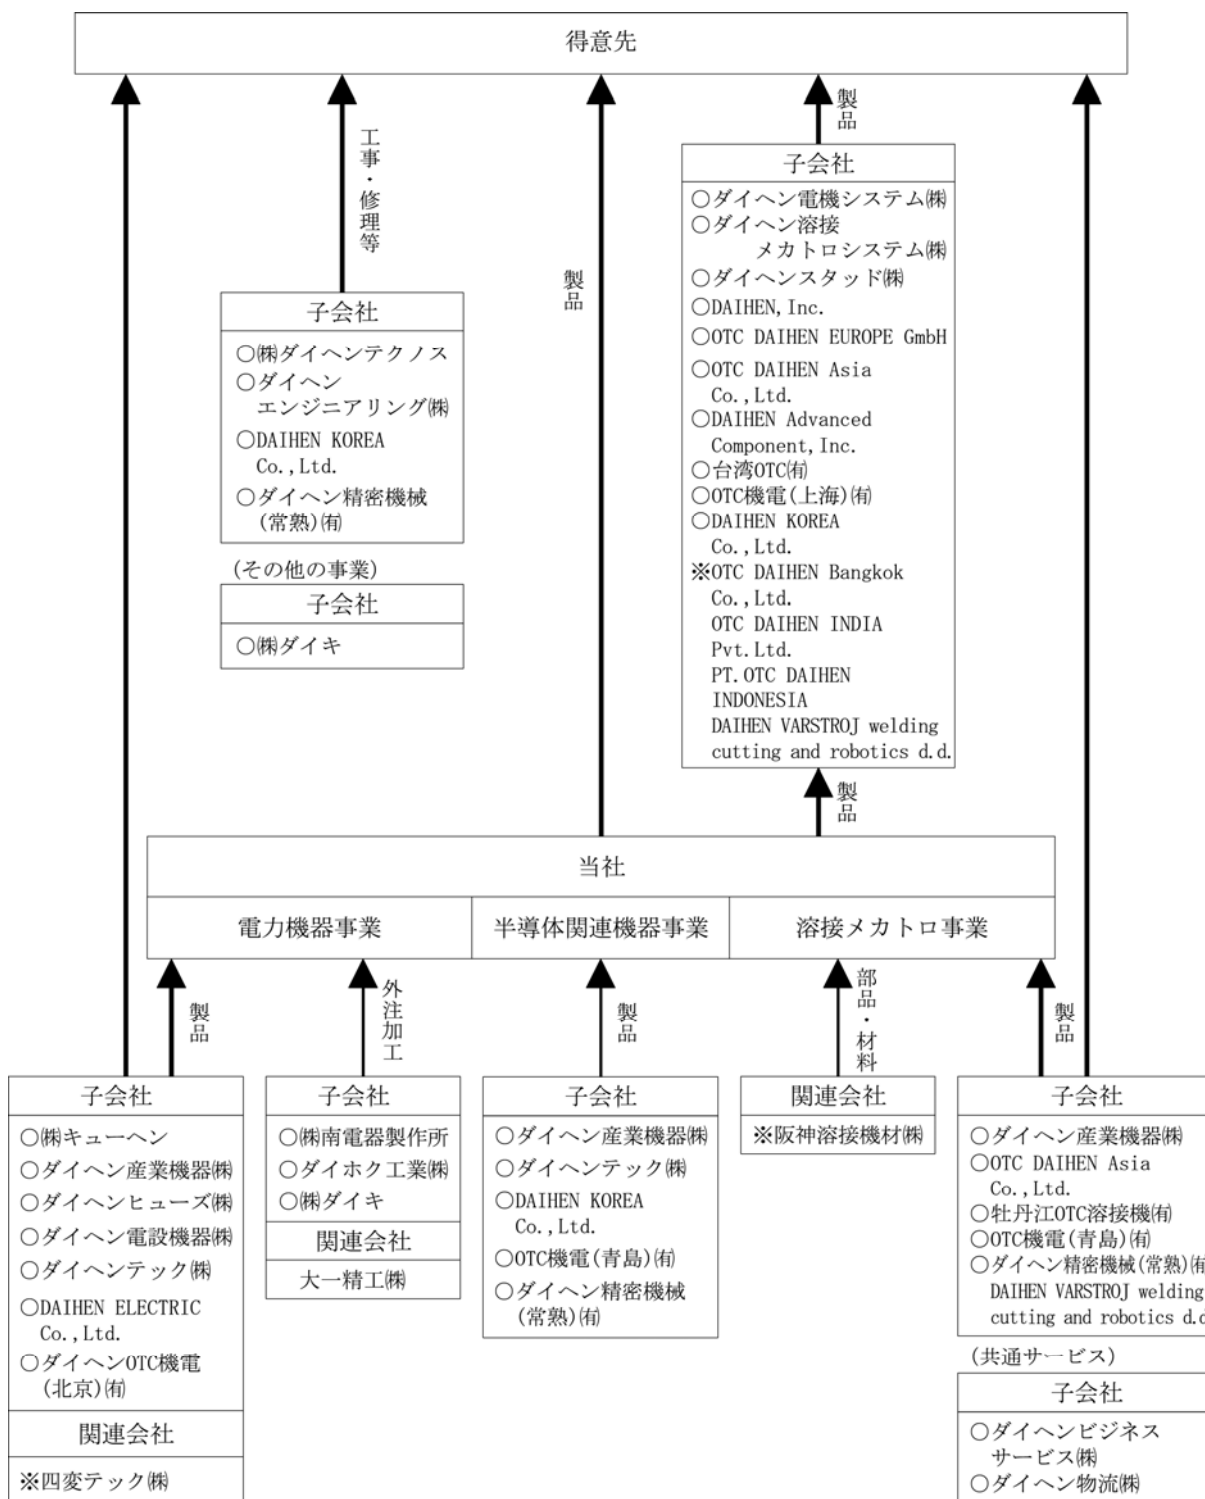 得意先
工事・修理等
製品
製品
子会社
○ダイヘン電機システム㈱
○ダイヘン溶接
メカトロシステム㈱
○ダイヘンスタッド㈱
○DAIHEN,Inc.
○OTC DAIHEN EUROPE GmbH
○OTC DAIHEN Asia
Co.,Ltd.
○DAIHEN Advanced
Component,Inc.
○台湾OTC㈲
○OTC機電(上海)㈲
○DAIHEN KOREA
Co.,Ltd.
※OTC DAIHEN Bangkok
Co.,Ltd.
OTC DAIHEN INDIA
Pvt.Ltd.
PT.OTC DAIHEN
INDONESIA
DAIHEN VARSTROJ welding
cutting and robotics d.d.
子会社
○㈱ダイヘンテクノス
○ダイヘン
エンジニアリング㈱
○DAIHEN KOREA
Co.,Ltd.
○ダイヘン精密機械
(常熟)㈲
(その他の事業)
子会社
○㈱ダイキ
製品
当社
電力機器事業
半導体関連機器事業
溶接メカトロ事業
製品
外注加工
製品
部品・材料
製品
子会社
○㈱キューヘン
○ダイヘン産業機器㈱
○ダイヘンヒューズ㈱
○ダイヘン電設機器㈱
○ダイヘンテック㈱
○DAIHEN ELECTRIC
Co.,Ltd.
○ダイヘンOTC機電
(北京)㈲
関連会社
※四変テック㈱
子会社
○㈱南電器製作所
○ダイホク工業㈱
○㈱ダイキ
関連会社
大一精工㈱
子会社
○ダイヘン産業機器㈱
○ダイヘンテック㈱
○DAIHEN KOREA
Co.,Ltd.
○OTC機電(青島)㈲
○ダイヘン精密機械
(常熟)㈲
関連会社
※阪神溶接機材㈱
子会社
○ダイヘン産業機器㈱
○OTC DAIHEN Asia
Co.,Ltd.
○牡丹江OTC溶接機㈲
○OTC機電(青島)㈲
○ダイヘン精密機械(常熟)㈲
DAIHEN VARSTROJ welding
cutting and robotics d.d
(共通サービス)
子会社
○ダイヘンビジネス
サービス㈱
○ダイヘン物流㈱